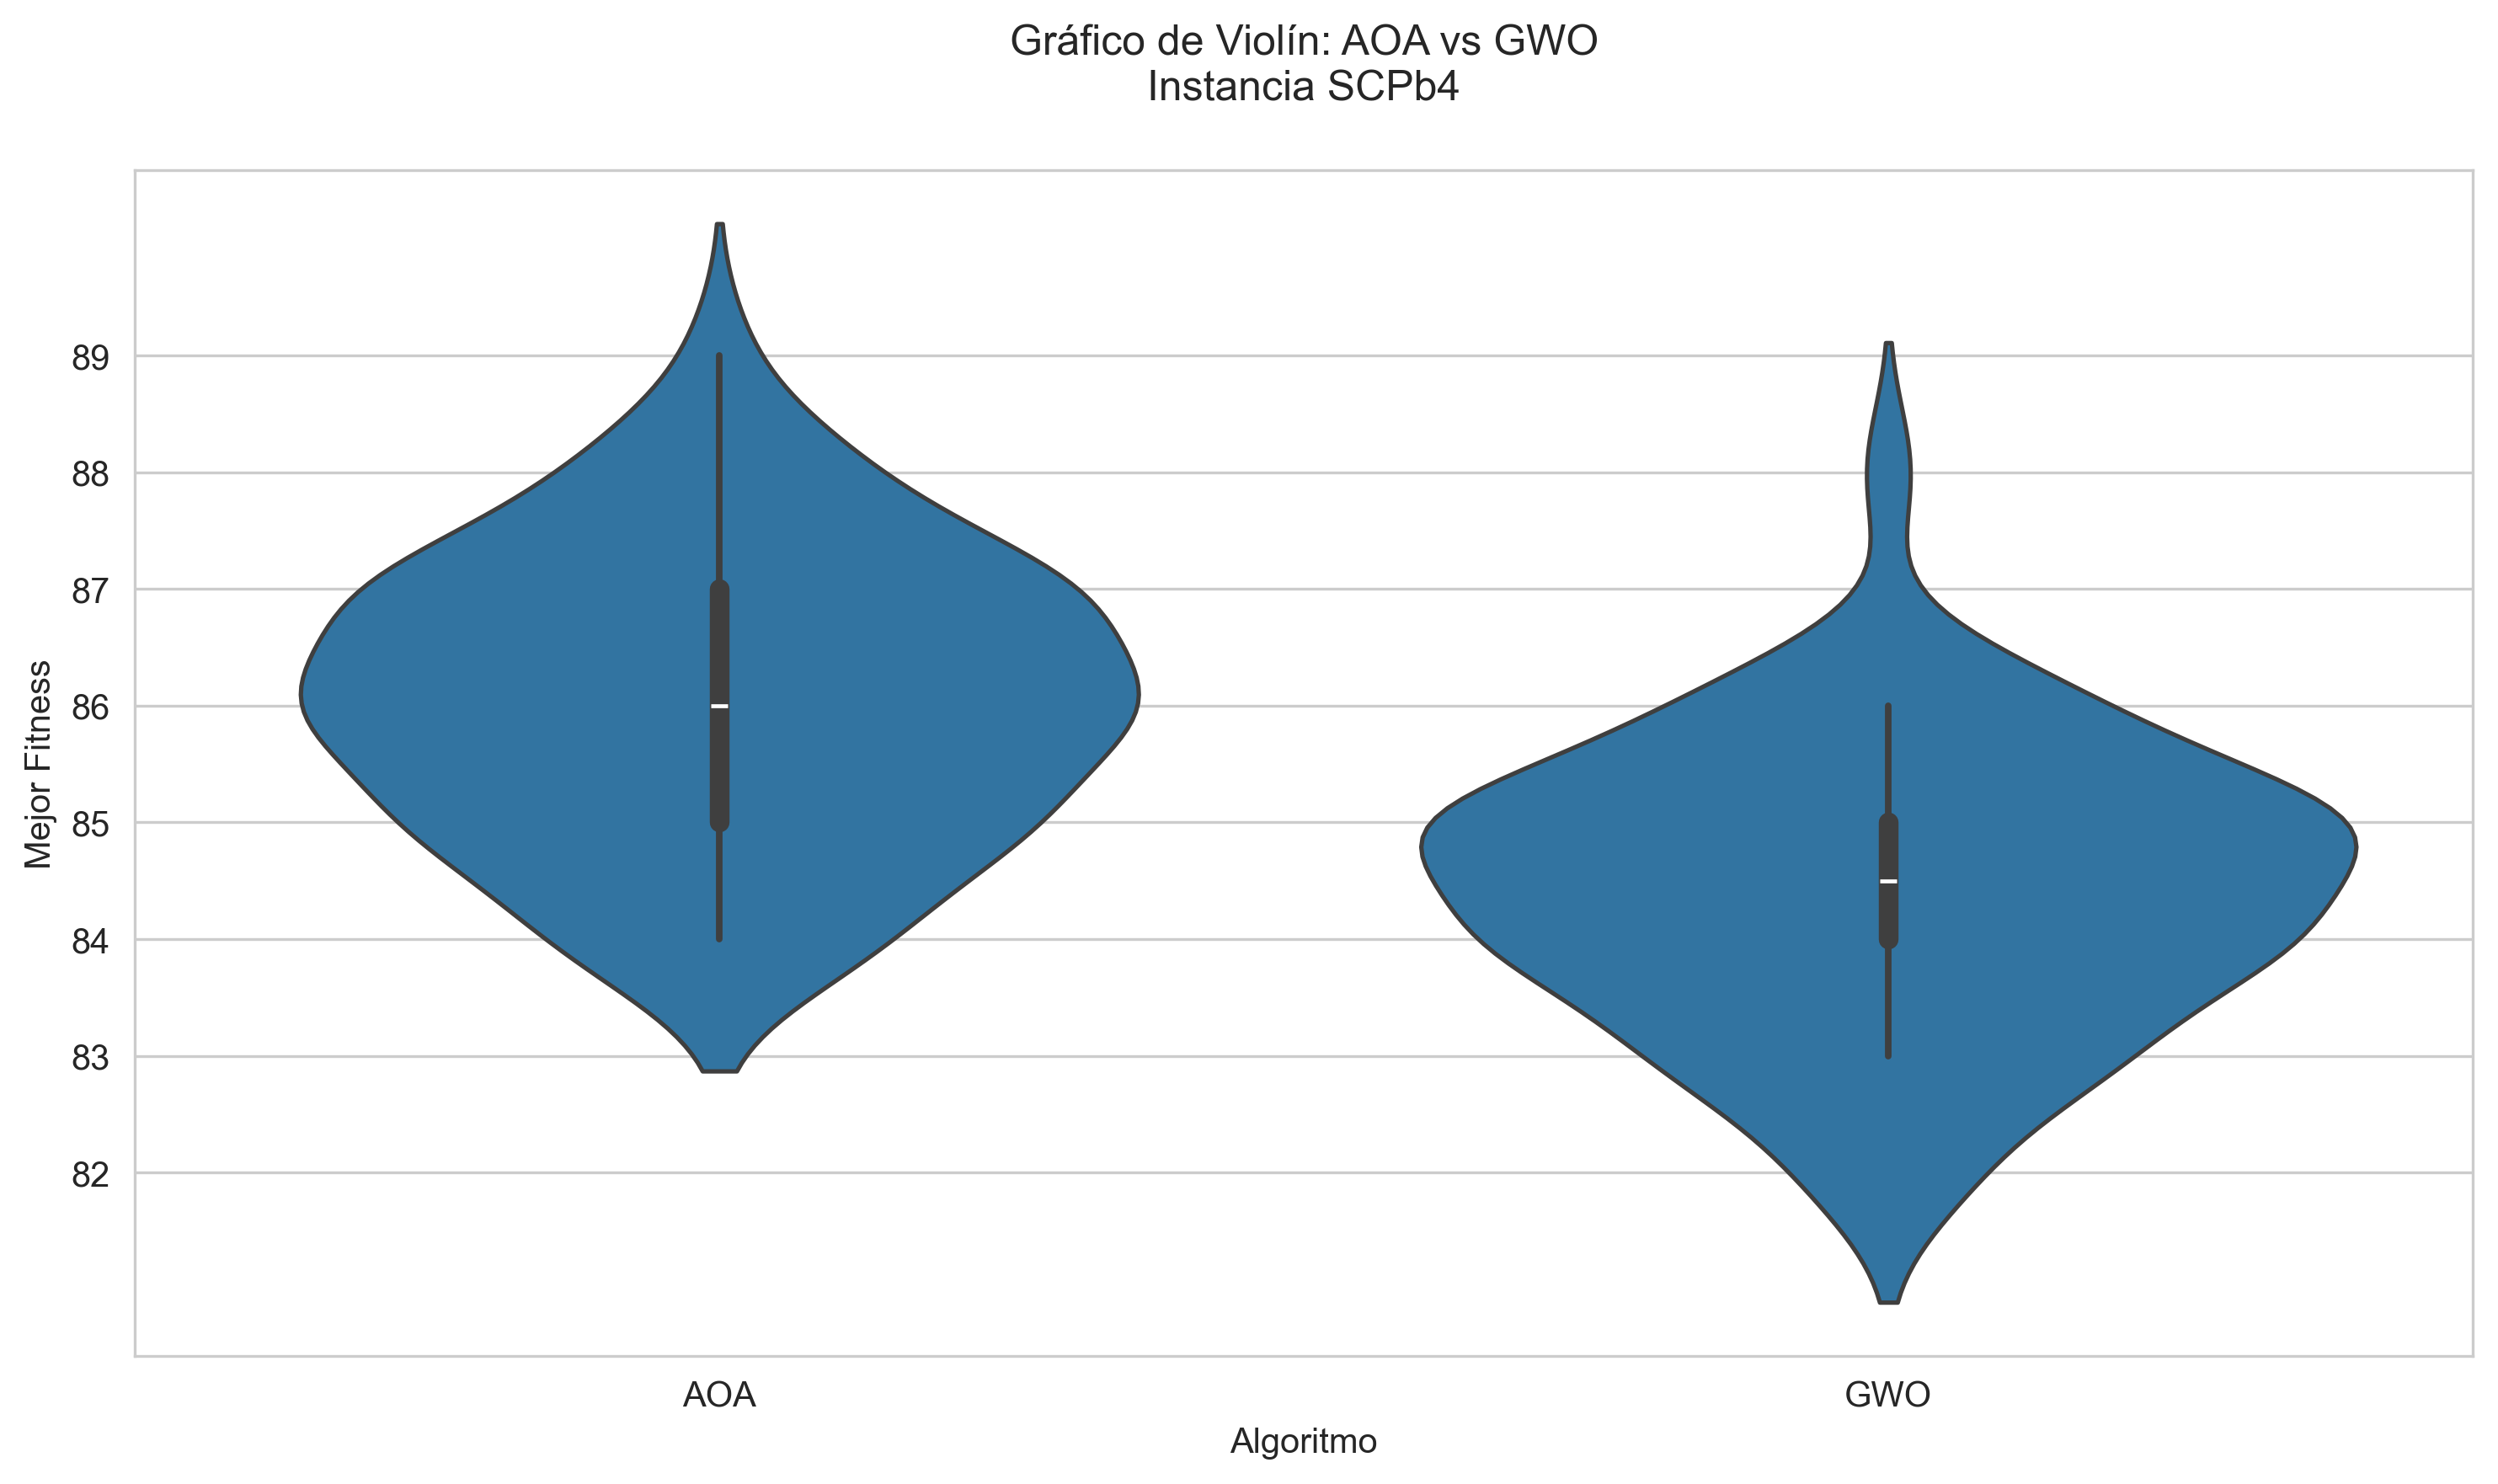 Gráfico de Violín: AOA vs GWO
Instancia SCPb4
89
88
87
86
85
84
83
82
Mejor Fitness
AOA
GWO
Algoritmo